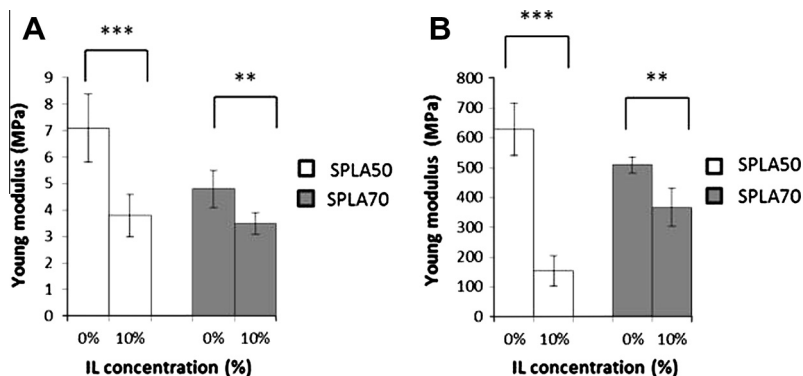 A
***
**
9
8
7
6
5
4
3
2
1
0
Young modulus (MPa)
0% 10% 0% 10%
IL concentration (%)
SPLA50
SPLA70
B
***
**
800
700
600
500
400
300
200
100
0
Young modulus (MPa)
0% 10% 0% 10%
IL concentration (%)
SPLA50
SPLA70